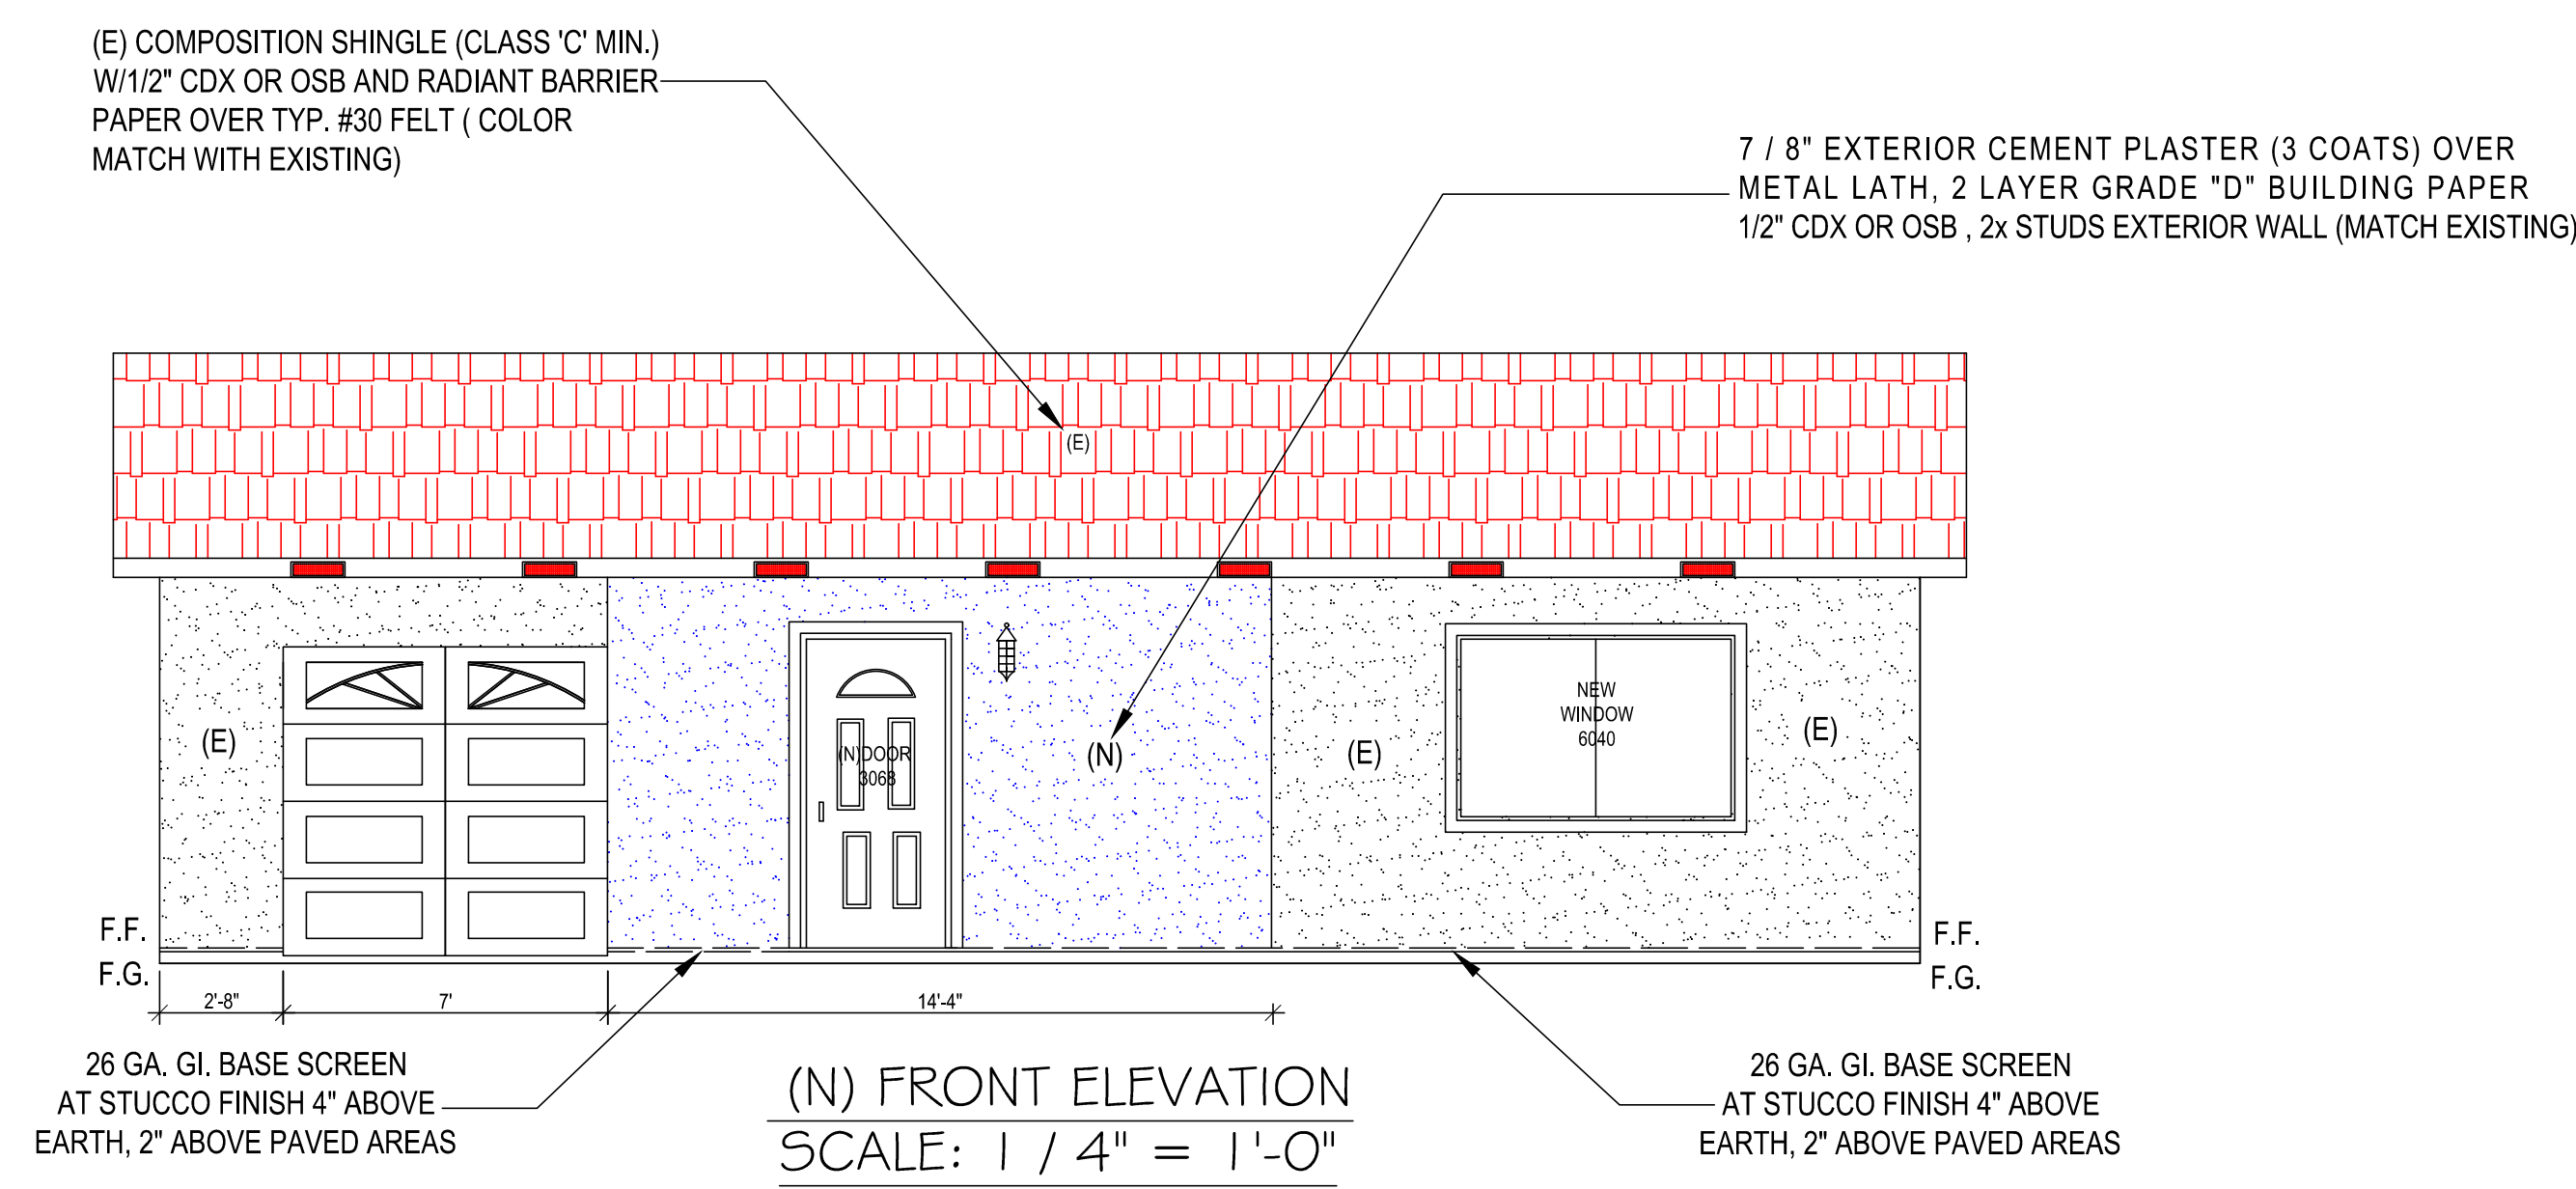 (E) COMPOSITION SHINGLE (CLASS 'C' MIN.)
W/1/2" CDX OR OSB AND RADIANT BARRIER
PAPER OVER TYP. #30 FELT ( COLOR
MATCH WITH EXISTING)
7 / 8" EXTERIOR CEMENT PLASTER (3 COATS) OVER
METAL LATH, 2 LAYER GRADE "D" BUILDING PAPER
1/2" CDX OR OSB , 2x STUDS EXTERIOR WALL (MATCH EXISTING)
(E)
(E)
(N)DOOR
3068
(N)
(E)
NEW
WINDOW
6040
(E)
F.F.
F.G.
F.F.
F.G.
2'-8"
7'
14'-4"
26 GA. GI. BASE SCREEN
AT STUCCO FINISH 4" ABOVE
EARTH, 2" ABOVE PAVED AREAS
(N) FRONT ELEVATION
SCALE: 1 / 4" = 1'-0"
26 GA. GI. BASE SCREEN
AT STUCCO FINISH 4" ABOVE
EARTH, 2" ABOVE PAVED AREAS